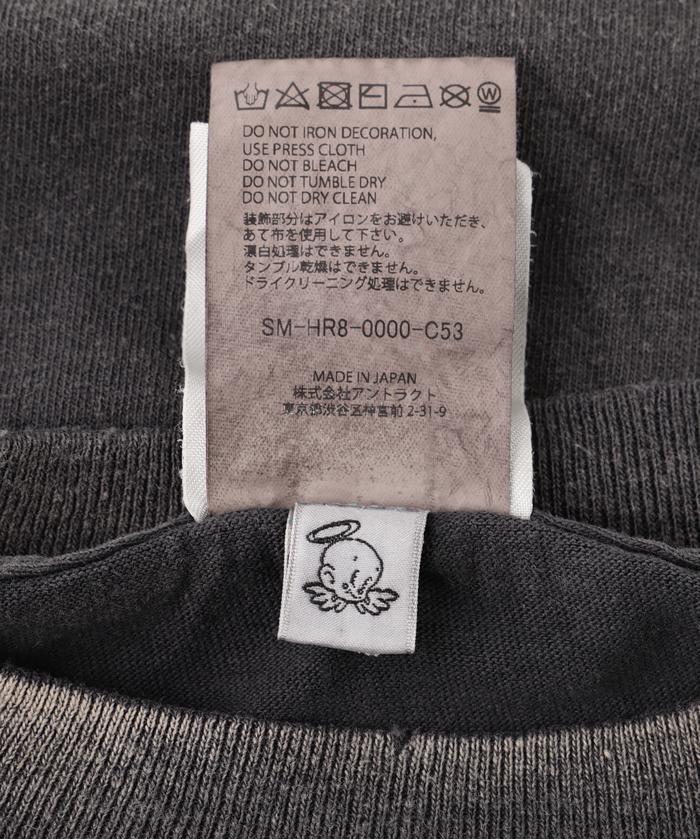 W
DO NOT IRON DECORATION,
USE PRESS CLOTH
DO NOT BLEACH
DO NOT TUMBLE DRY
DO NOT DRY CLEAN
装飾部分はアイロンをお避けいただき、
あて布を使用して下さい。
漂白処理はできません。
タンブル乾燥はできません。
ドライクリーニング処理はできません。
SM-HR8-0000-C53
MADE IN JAPAN
株式会社アントラクト
東京都渋谷区神宮前 2-31-9